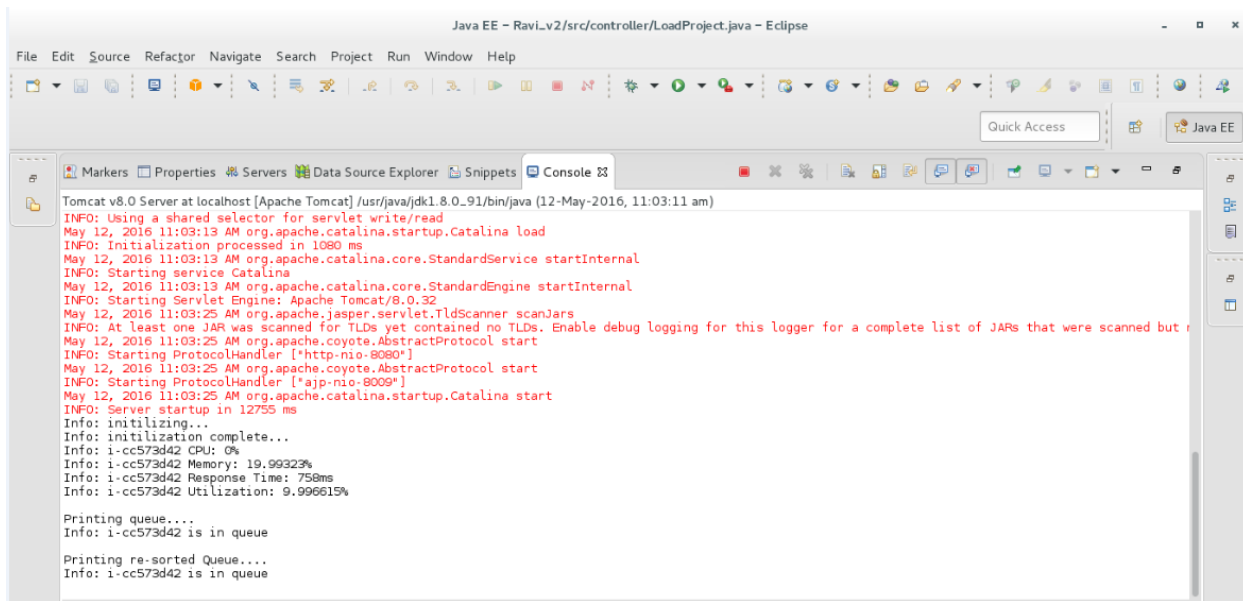 Java EE – Ravi_v2/src/controller/LoadProject.java – Eclipse
File Edit Source Refactor Navigate Search Project Run Window Help
Quick Access
Java EE
Markers Properties Servers Data Source Explorer Snippets Console
Tomcat v8.0 Server at localhost [Apache Tomcat] /usr/java/jdk1.8.0_91/bin/java (12-May-2016, 11:03:11 am)
INFO: Using a shared selector for servlet write/read
May 12, 2016 11:03:13 AM org.apache.catalina.startup.Catalina load
INFO: Initialization processed in 1080 ms
May 12, 2016 11:03:13 AM org.apache.catalina.core.StandardService startInternal
INFO: Starting service Catalina
May 12, 2016 11:03:13 AM org.apache.catalina.core.StandardEngine startInternal
INFO: Starting Servlet Engine: Apache Tomcat/8.0.32
May 12, 2016 11:03:25 AM org.apache.jasper.servlet.TldScanner scanJars
INFO: At least one JAR was scanned for TLDs yet contained no TLDs. Enable debug logging for this logger for a complete list of JARs that were scanned but
May 12, 2016 11:03:25 AM org.apache.coyote.AbstractProtocol start
INFO: Starting ProtocolHandler ["http-nio-8080"]
May 12, 2016 11:03:25 AM org.apache.coyote.AbstractProtocol start
INFO: Starting ProtocolHandler ["ajp-nio-8009"]
May 12, 2016 11:03:25 AM org.apache.catalina.startup.Catalina start
INFO: Server startup in 12755 ms
Info: initilizing...
Info: initilization complete...
Info: i-cc573d42 CPU: 0%
Info: i-cc573d42 Memory: 19.99323%
Info: i-cc573d42 Response Time: 758ms
Info: i-cc573d42 Utilization: 9.996615%
Printing queue....
Info: i-cc573d42 is in queue
Printing re-sorted Queue....
Info: i-cc573d42 is in queue